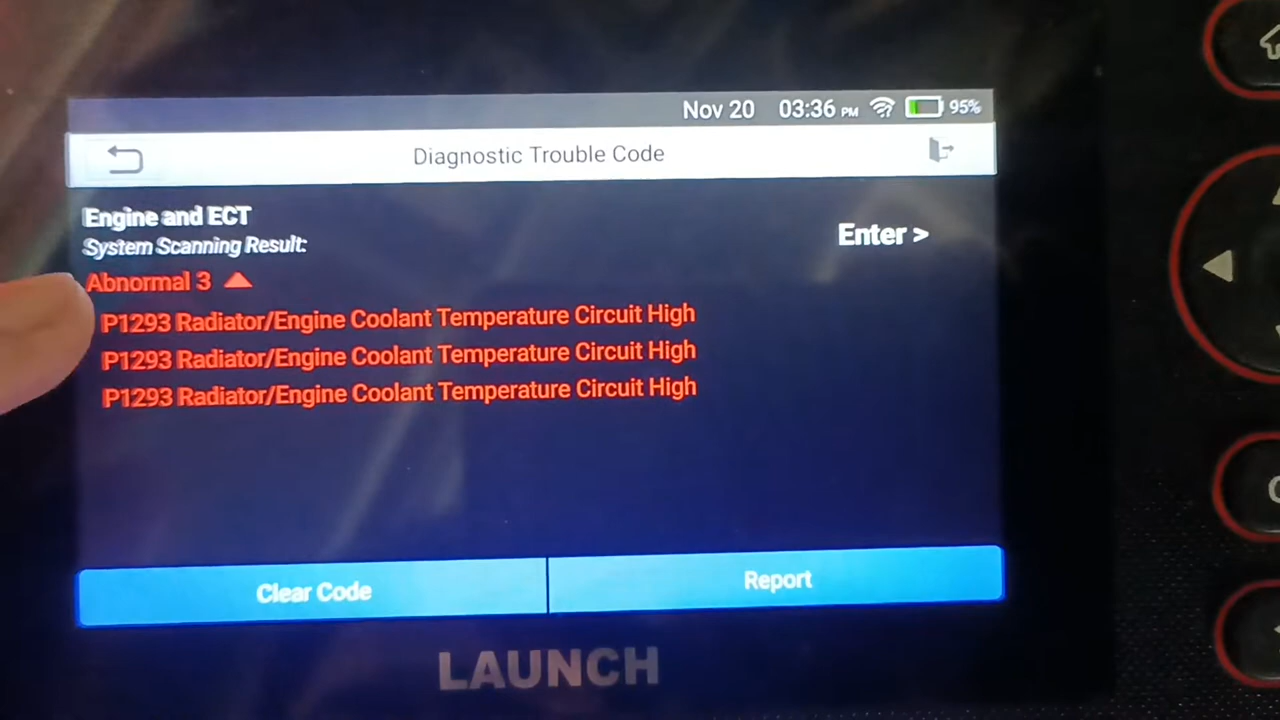 Nov 20 03:36 PM 95%
Diagnostic Trouble Code
Engine and ECT
Enter >
System Scanning Result:
Abnormal 3
P1293 Radiator/Engine Coolant Temperature Circuit High
P1293 Radiator/Engine Coolant Temperature Circuit High
P1293 Radiator/Engine Coolant Temperature Circuit High
Clear Code
Report
LAUNCH